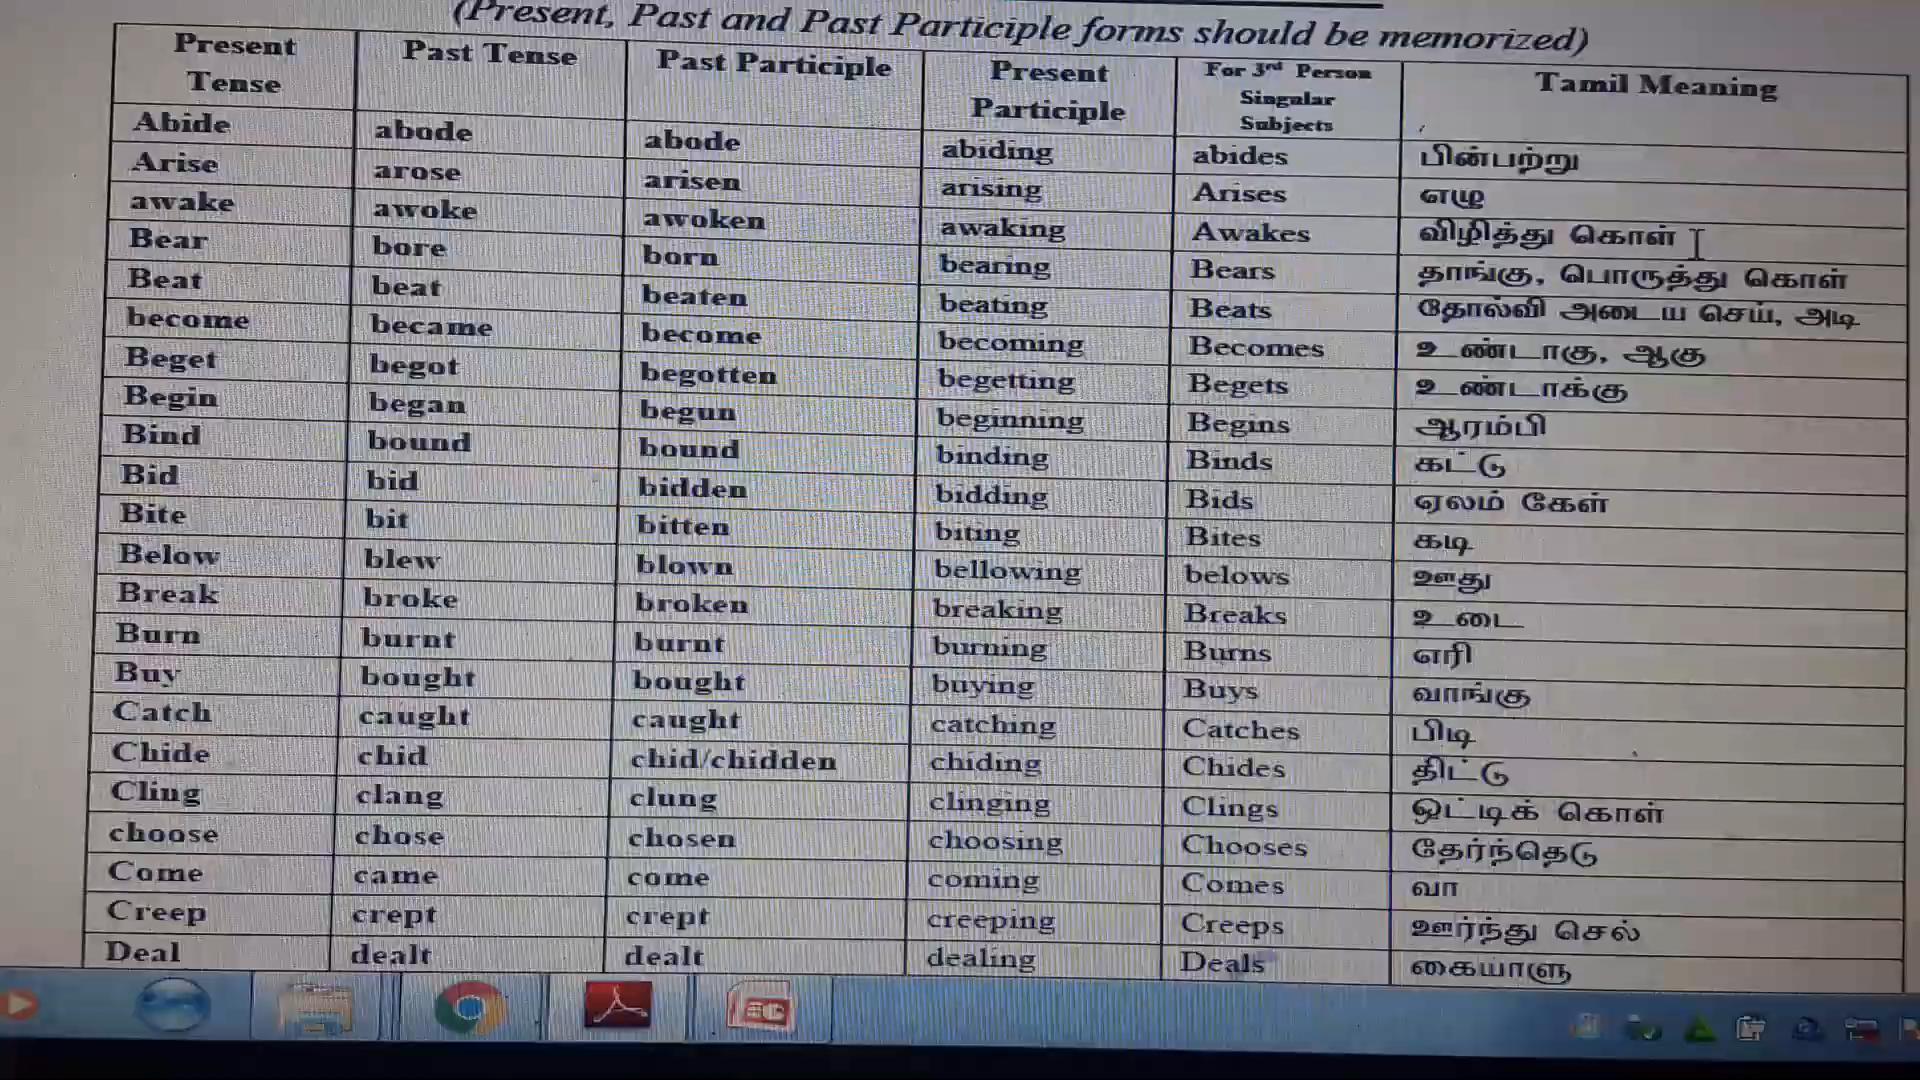 (Present, Past and Past Participle forms should be memorized)
Present Tense Past Tense Past Participle Present Participle For 3rd Person Singular Subjects Tamil Meaning
Abide abode abode abiding abides பின்பற்று
Arise arose arisen arising Arises எழு
awake awoke awoken awaking Awakes விழித்து கொள்
Bear bore born bearing Bears தாங்கு, பொருத்து கொள்
Beat beat beaten beating Beats தோல்வி அடைய செய், அடி
become became become becoming Becomes உண்டாகு, ஆகு
Beget begot begotten begetting Begets உண்டாக்கு
Begin began begun beginning Begins ஆரம்பி
Bind bound bound binding Binds கட்டு
Bid bid bidden bidding Bids ஏலம் கேள்
Bite bit bitten biting Bites கடி
Below blew blown bellowing belows ஊது
Break broke broken breaking Breaks உடை
Burn burnt burnt burning Burns எரி
Buy bought bought buying Buys வாங்கு
Catch caught caught catching Catches பிடி
Chide chid chid/chidden chiding Chides திட்டு
Cling clang clung clinging Clings ஒட்டிக் கொள்
choose chose chosen choosing Chooses தேர்ந்தெடு
Come came come coming Comes வா
Creep crept crept creeping Creeps ஊர்ந்து செல்
Deal dealt dealt dealing Deals கையாளு